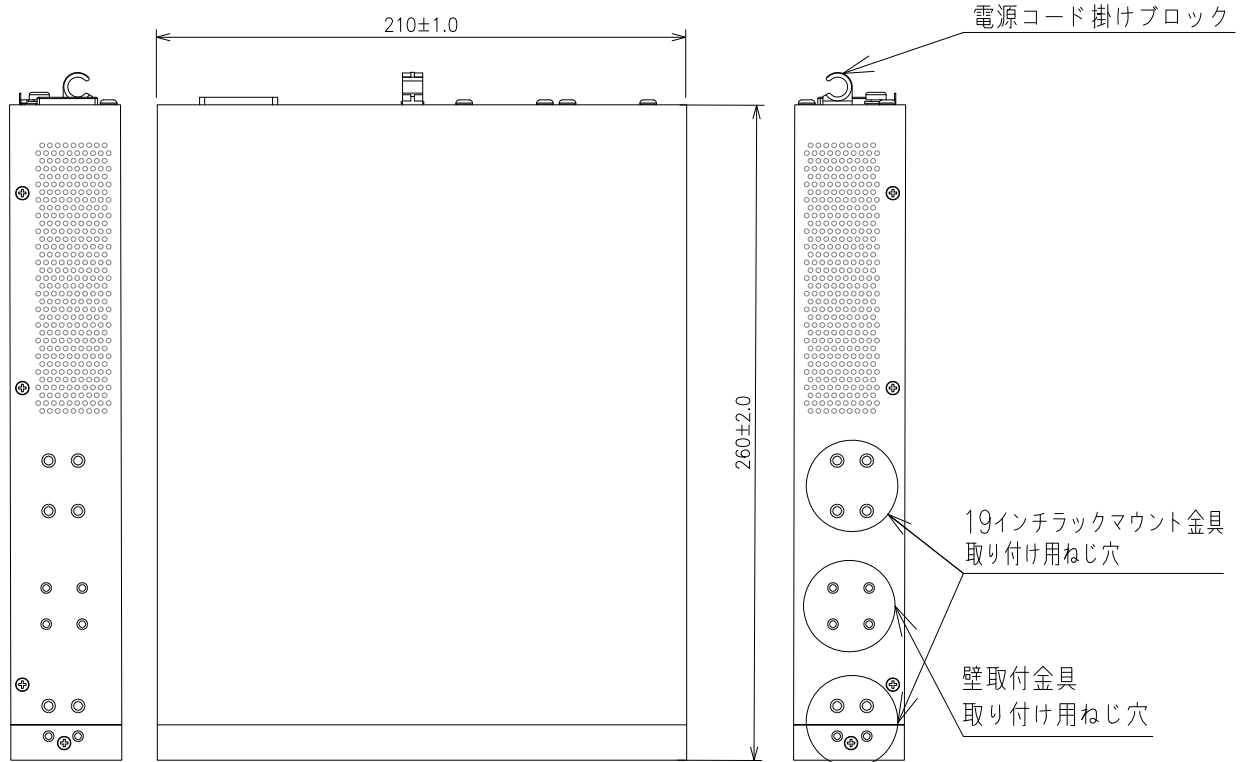 電源コード掛けブロック
210±1.0
260±2.0
19インチラックマウント金具
取り付け用ねじ穴
壁取付金具
取り付け用ねじ穴